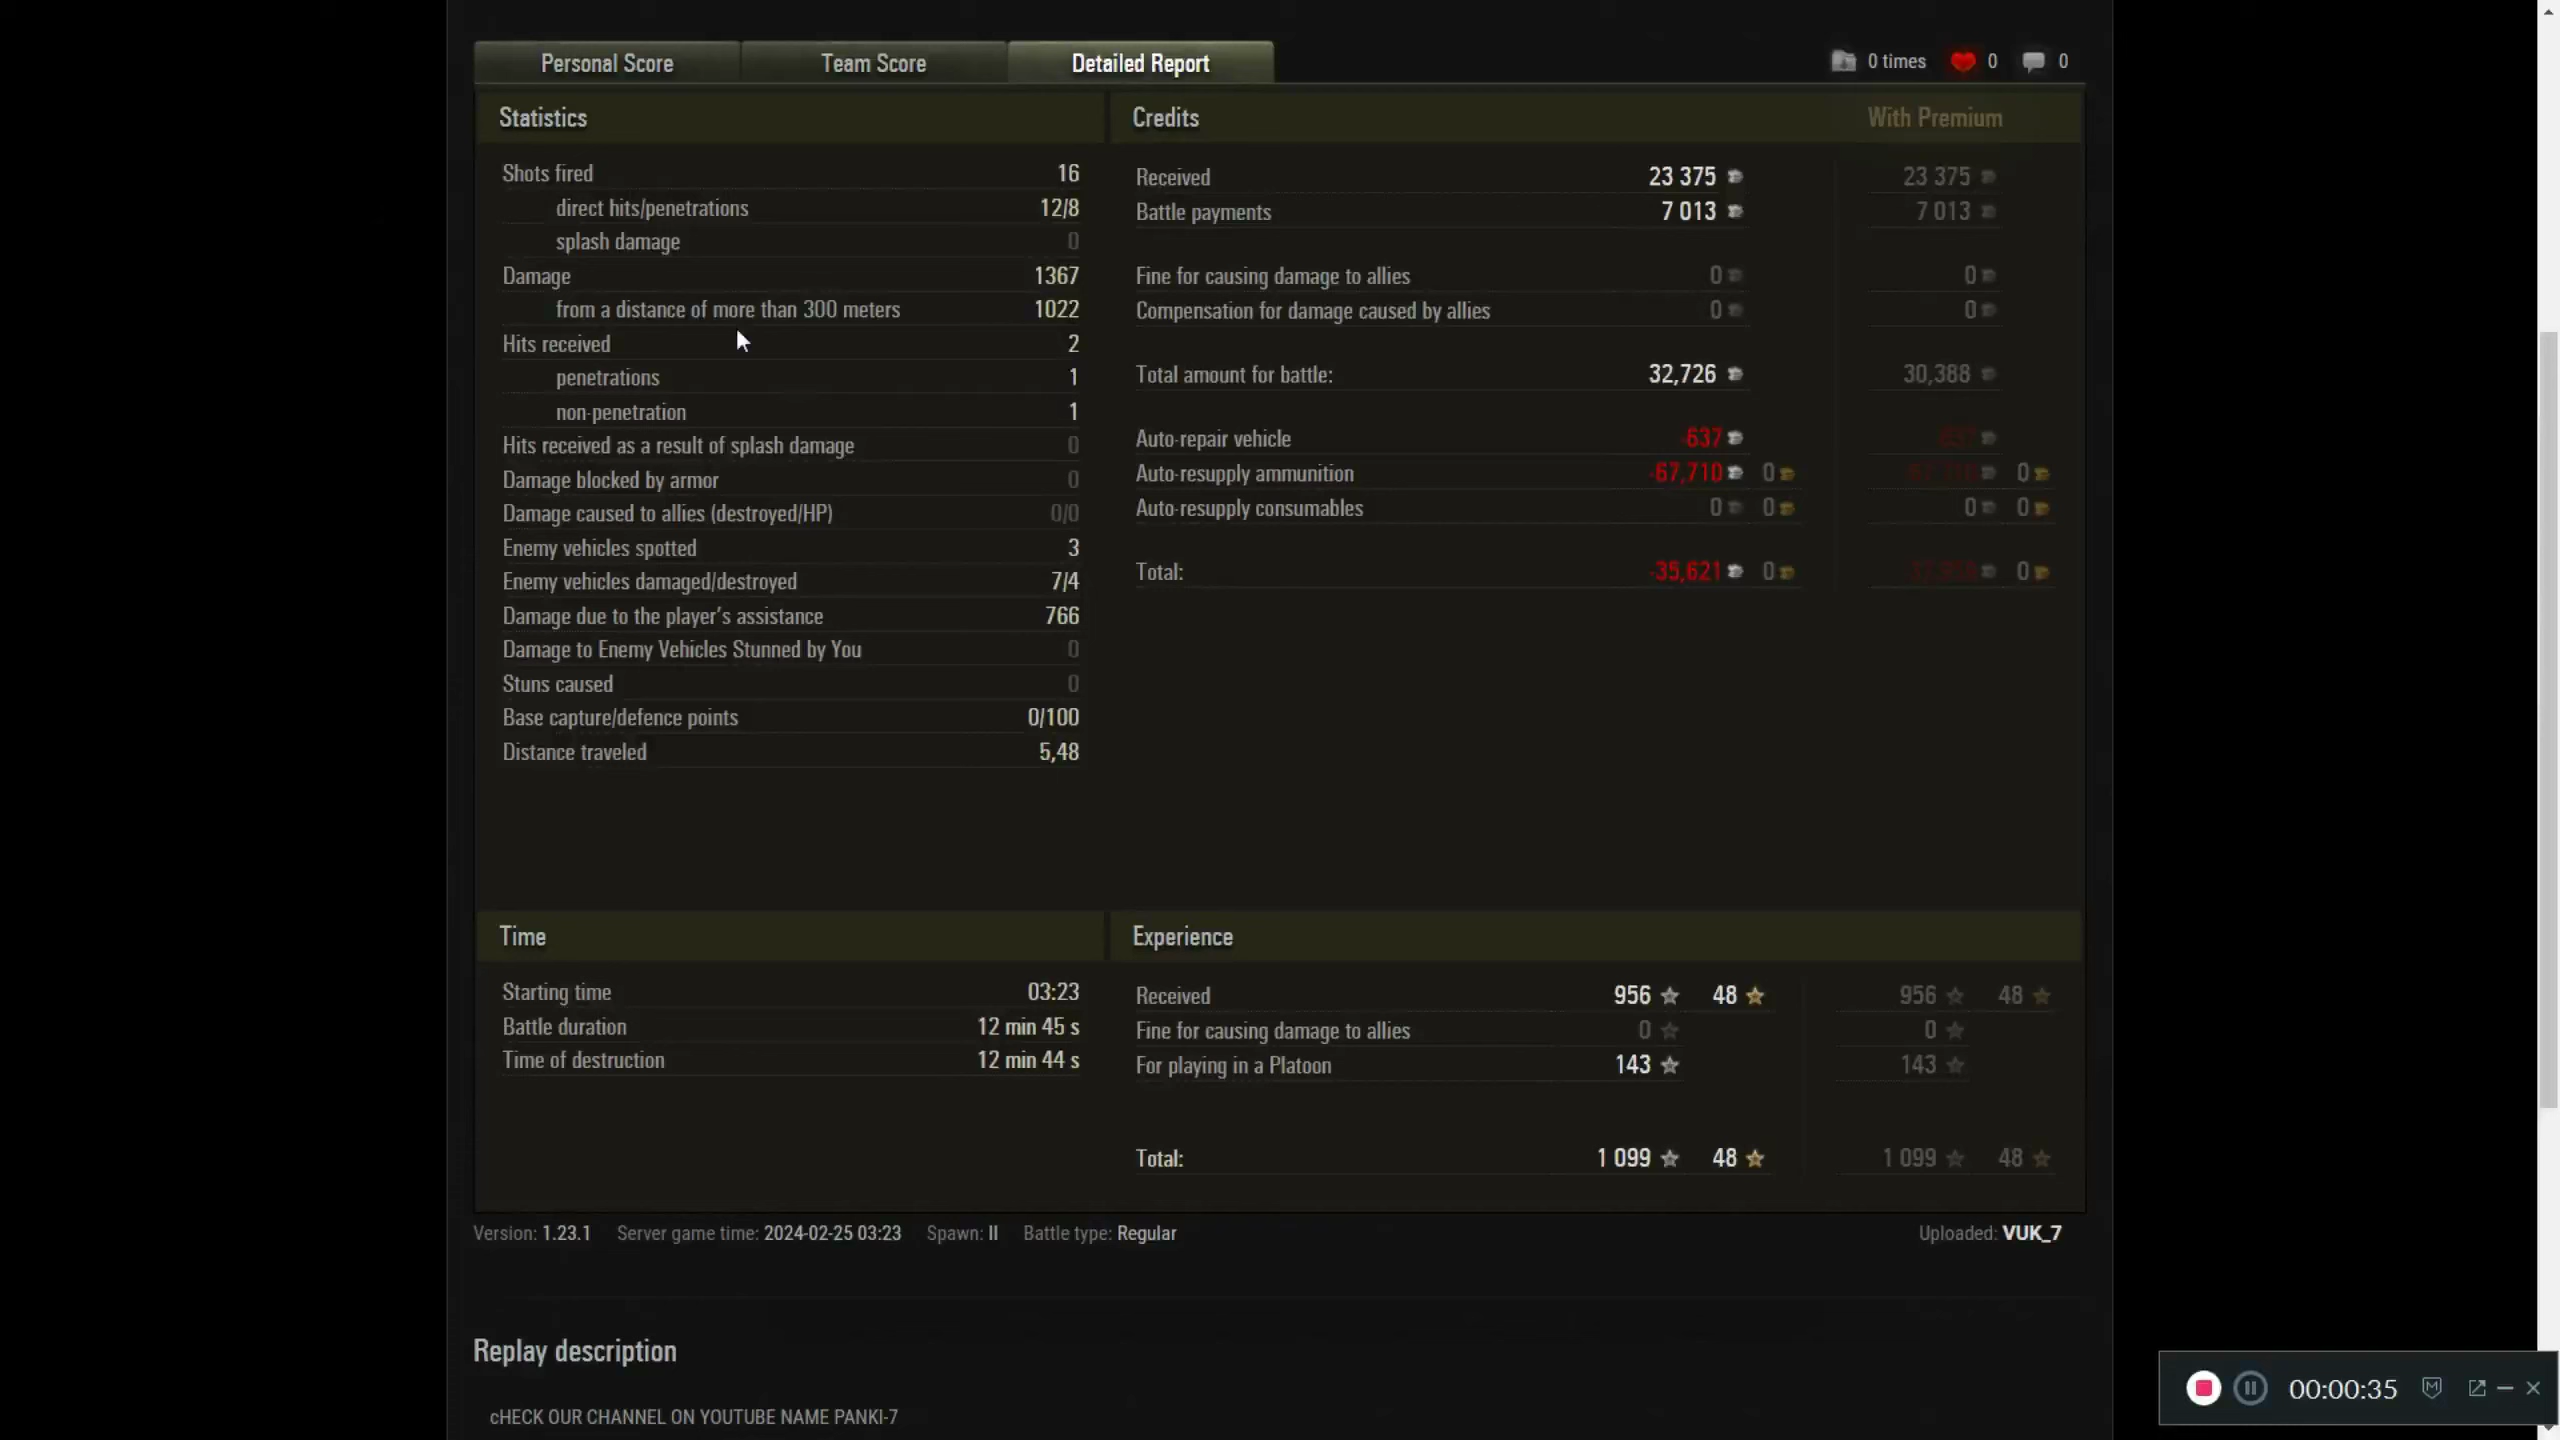 Personal Score Team Score Detailed Report 0 times 0 0
Statistics
Shots fired 16
direct hits/penetrations 12/8
splash damage 0
Damage 1367
from a distance of more than 300 meters 1022
Hits received 2
penetrations 1
non-penetration 1
Hits received as a result of splash damage 0
Damage blocked by armor 0
Damage caused to allies (destroyed/HP) 0/0
Enemy vehicles spotted 3
Enemy vehicles damaged/destroyed 7/4
Damage due to the player's assistance 766
Damage to Enemy Vehicles Stunned by You 0
Stuns caused 0
Base capture/defence points 0/100
Distance traveled 5,48
Credits With Premium
Received 23 375 23 375
Battle payments 7 013 7 013
Fine for causing damage to allies 0 0
Compensation for damage caused by allies 0 0
Total amount for battle: 32,726 30,388
Auto-repair vehicle -637 -637
Auto-resupply ammunition -67,710 0 -67,710 0
Auto-resupply consumables 0 0 0 0
Total: -35,621 0 0
Time
Starting time 03:23
Battle duration 12 min 45 s
Time of destruction 12 min 44 s
Experience
Received 956 48 956 48
Fine for causing damage to allies 0 0
For playing in a Platoon 143 143
Total: 1 099 48 1 099 48
Version: 1.23.1 Server game time: 2024-02-25 03:23 Spawn: II Battle type: Regular Uploaded: VUK_7
Replay description
cHECK OUR CHANNEL ON YOUTUBE NAME PANKI-7
00:00:35